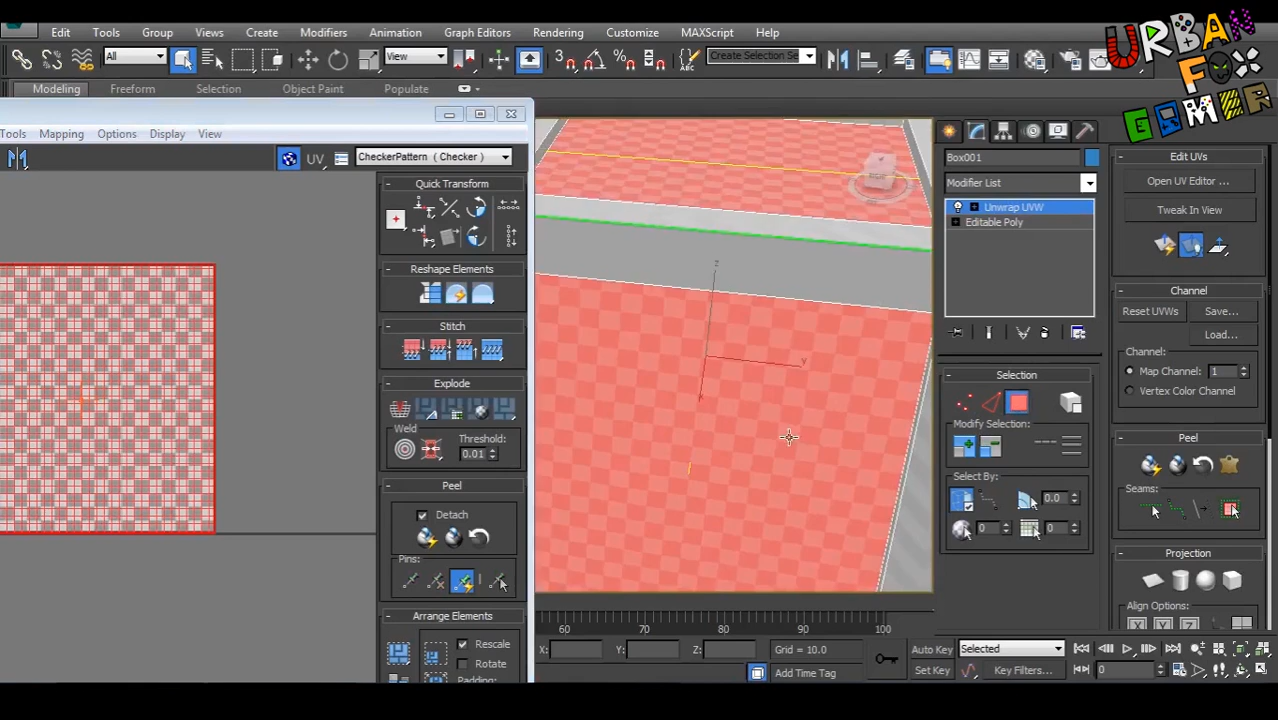 URBAN
FOX
GAMER
Edit Tools Group Views Create Modifiers Animation Graph Editors Rendering Customize MAXScript Help
All View 3 Create Selection Se
Modeling Freeform Selection Object Paint Populate
Tools Mapping Options Display View
UV CheckerPattern ( Checker )
Quick Transform
Reshape Elements
Stitch
Explode
Weld Threshold:
0.01
Peel
Detach
Pins:
Arrange Elements
Rescale
Rotate
Padding:
z
y
x
Box001
Modifier List
Unwrap UVW
Editable Poly
Selection
Modify Selection:
Select By:
0.0
0 0
Edit UVs
Open UV Editor ...
Tweak In View
Channel
Reset UVWs Save...
Load...
Channel:
Map Channel: 1
Vertex Color Channel
Peel
Seams:
Projection
Align Options:
X Y Z
60 70 80 90 100
X: Y: Z: Grid = 10.0
Add Time Tag
Auto Key Selected
Set Key Key Filters... 0